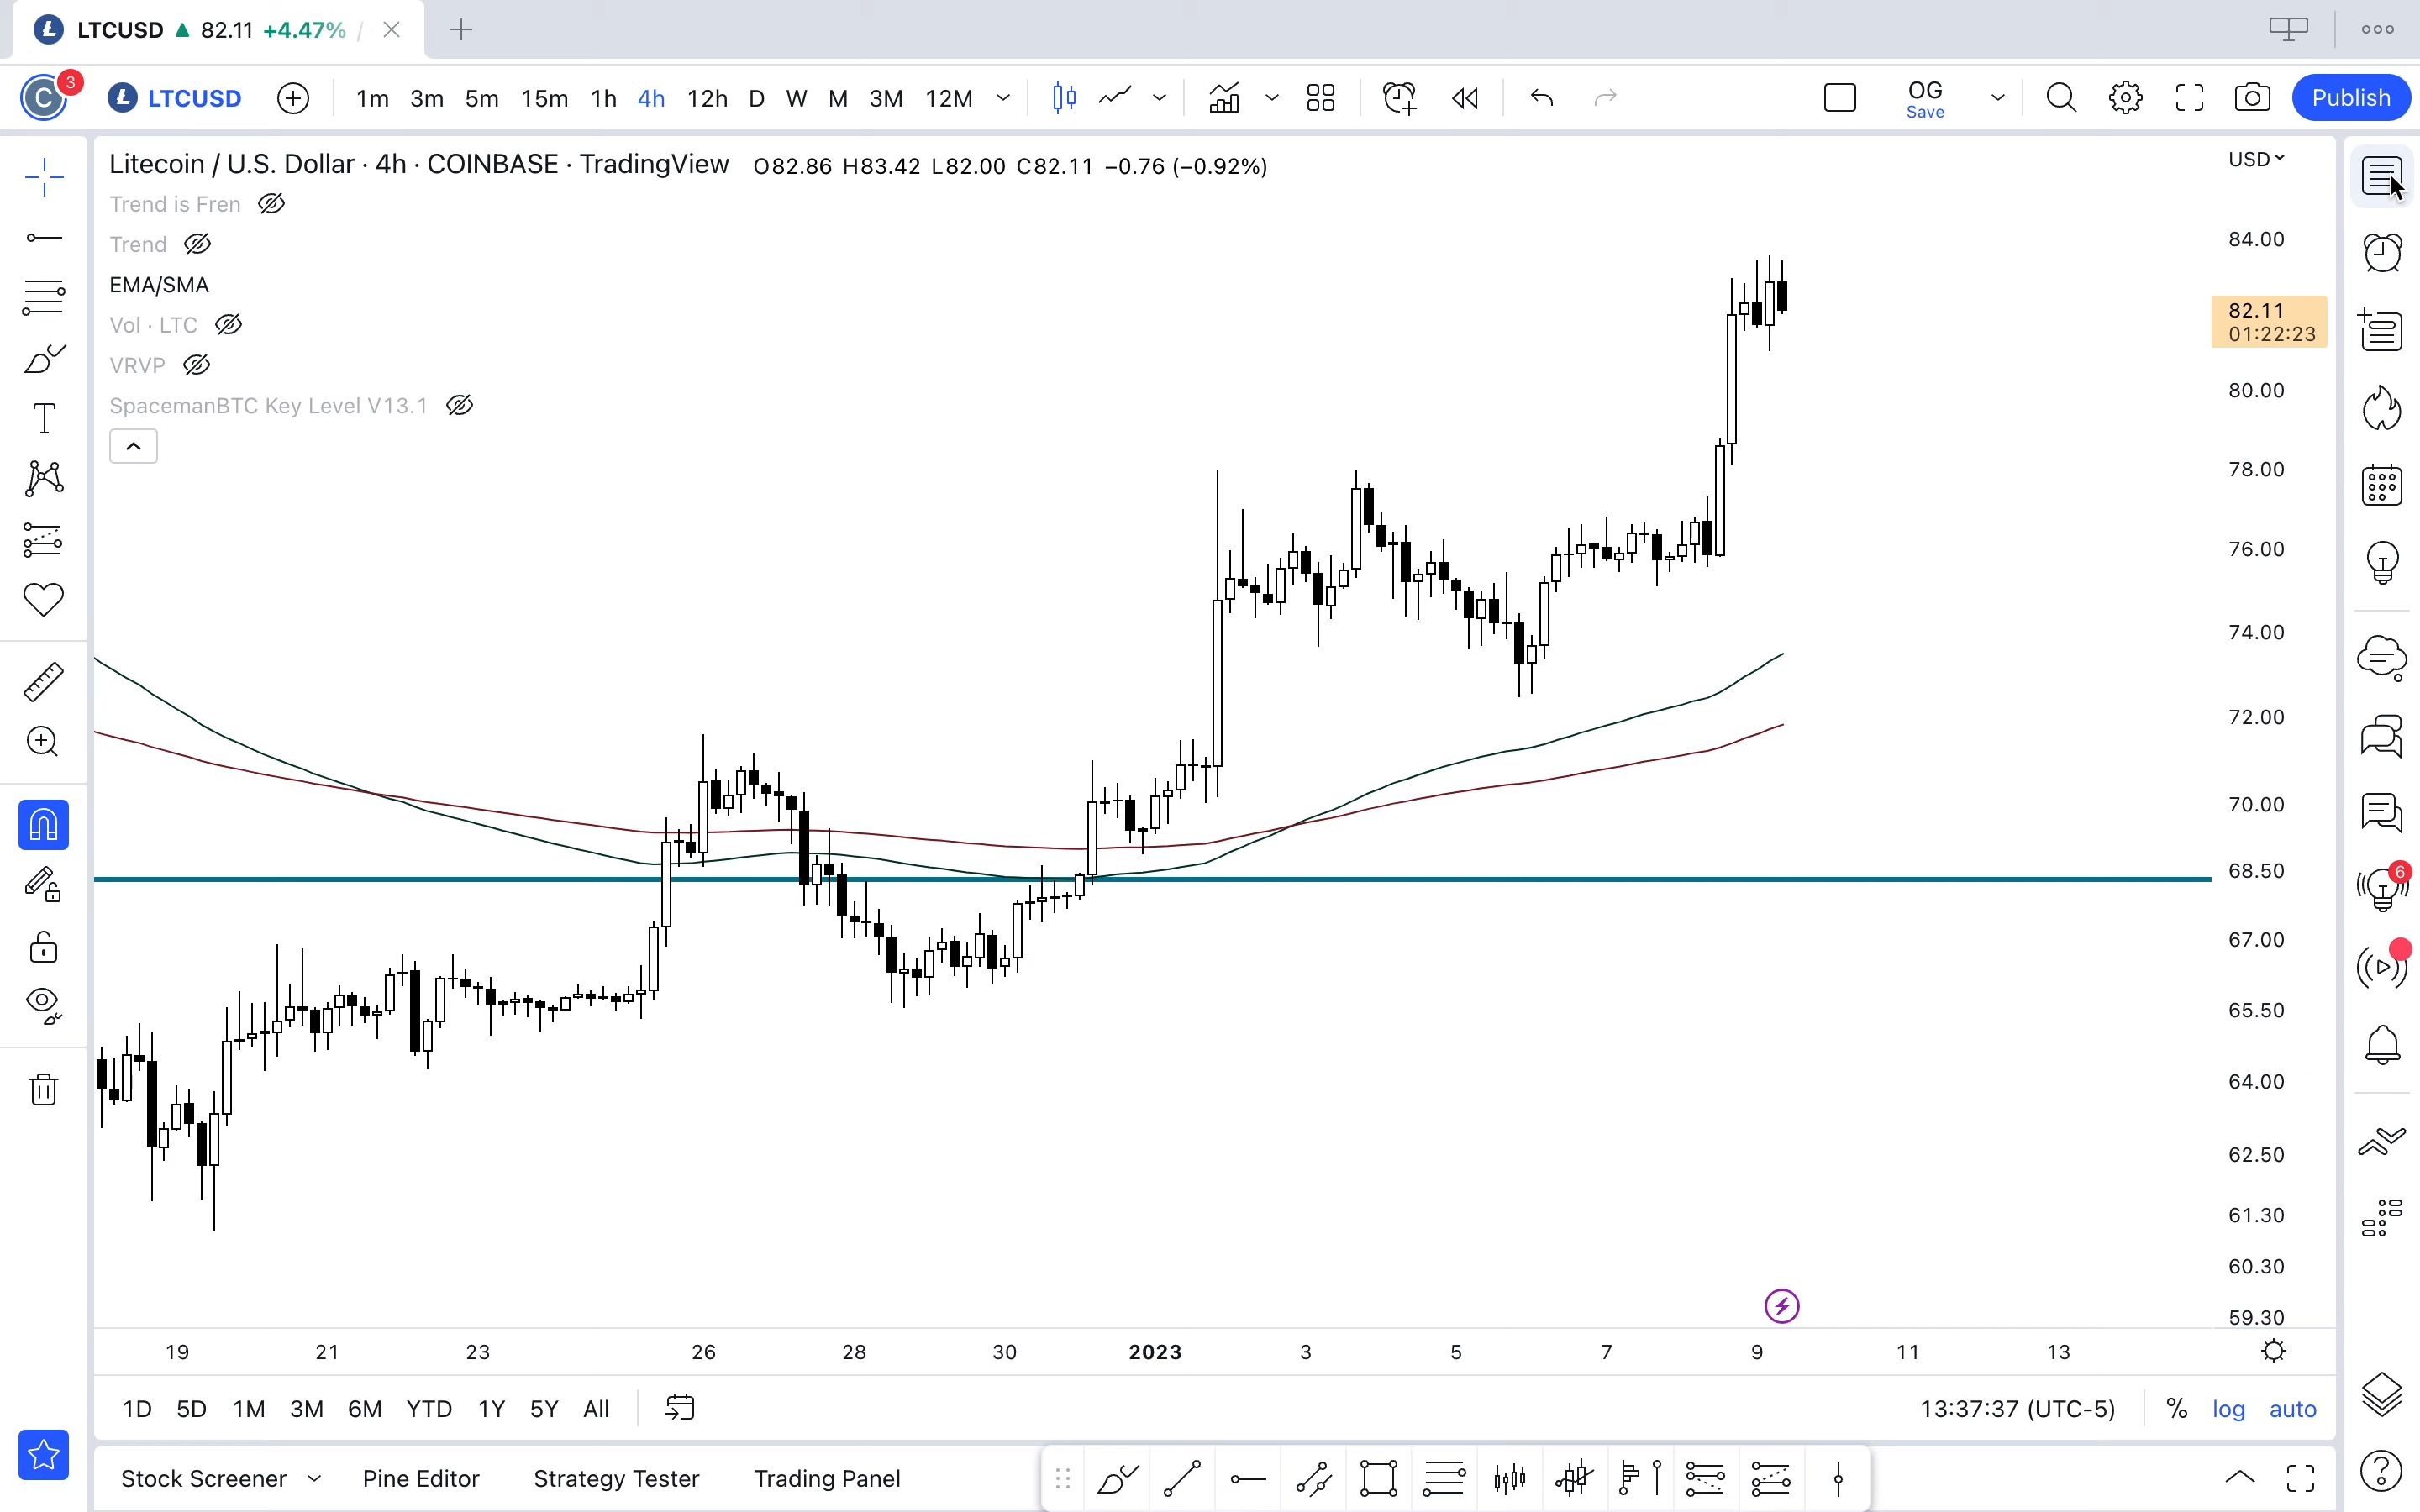 LTCUSD ▲ 82.11 +4.47% /
C 3 LTCUSD 1m 3m 5m 15m 1h 4h 12h D W M 3M 12M OG Save Publish
Litecoin / U.S. Dollar · 4h · COINBASE · TradingView O82.86 H83.42 L82.00 C82.11 −0.76 (−0.92%)
USD
Trend is Fren
Trend
EMA/SMA
Vol · LTC
VRVP
SpacemanBTC Key Level V13.1
84.00
82.11
01:22:23
80.00
78.00
76.00
74.00
72.00
70.00
68.50
67.00
65.50
64.00
62.50
61.30
60.30
59.30
6
19 21 23 26 28 30 2023 3 5 7 9 11 13
1D 5D 1M 3M 6M YTD 1Y 5Y All 13:37:37 (UTC-5) % log auto
Stock Screener Pine Editor Strategy Tester Trading Panel